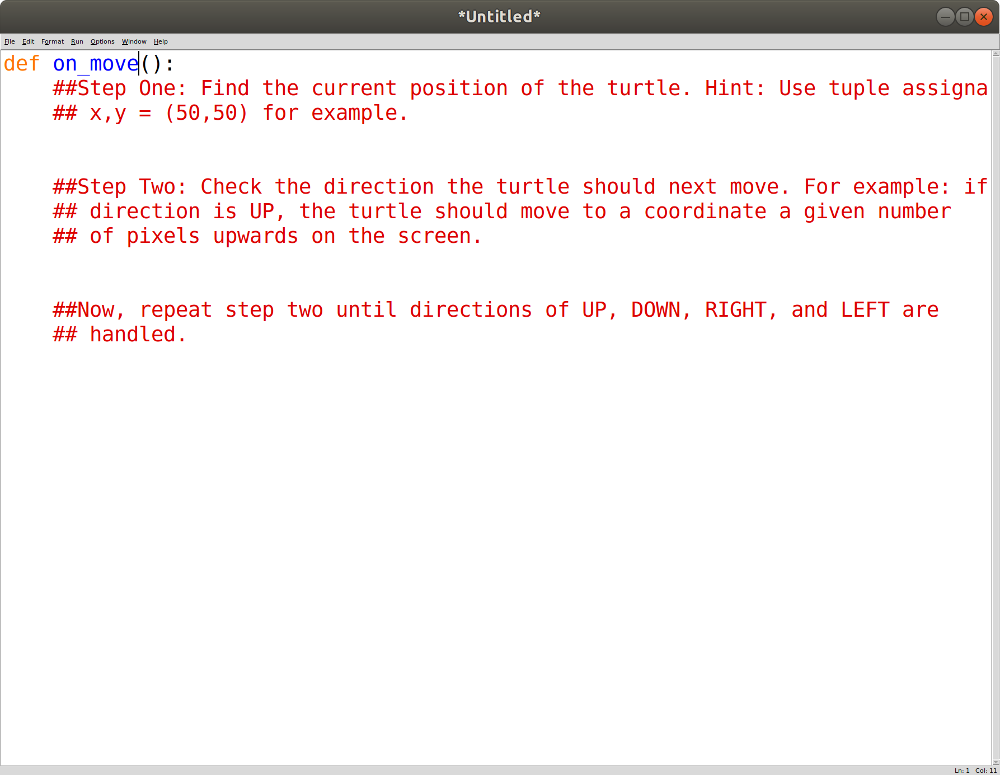 *Untitled*
File Edit Format Run Options Window Help
def on_move():
##Step One: Find the current position of the turtle. Hint: Use tuple assigna
## x,y = (50,50) for example.
##Step Two: Check the direction the turtle should next move. For example: if
## direction is UP, the turtle should move to a coordinate a given number
## of pixels upwards on the screen.
##Now, repeat step two until directions of UP, DOWN, RIGHT, and LEFT are
## handled.
Ln: 1 Col: 11